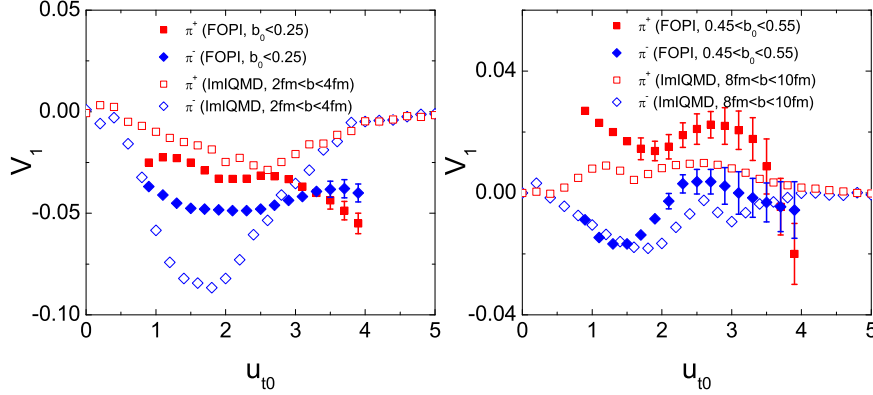 π⁺ (FOPI, b₀<0.25)
π⁻ (FOPI, b₀<0.25)
π⁺ (ImIQMD, 2fm<b<4fm)
π⁻ (ImIQMD, 2fm<b<4fm)
0.05
0.00
-0.05
-0.10
V₁
0 1 2 3 4 5
u_t0
π⁺ (FOPI, 0.45<b₀<0.55)
π⁻ (FOPI, 0.45<b₀<0.55)
π⁺ (ImIQMD, 8fm<b<10fm)
π⁻ (ImIQMD, 8fm<b<10fm)
0.04
0.00
-0.04
V₁
0 1 2 3 4 5
u_t0